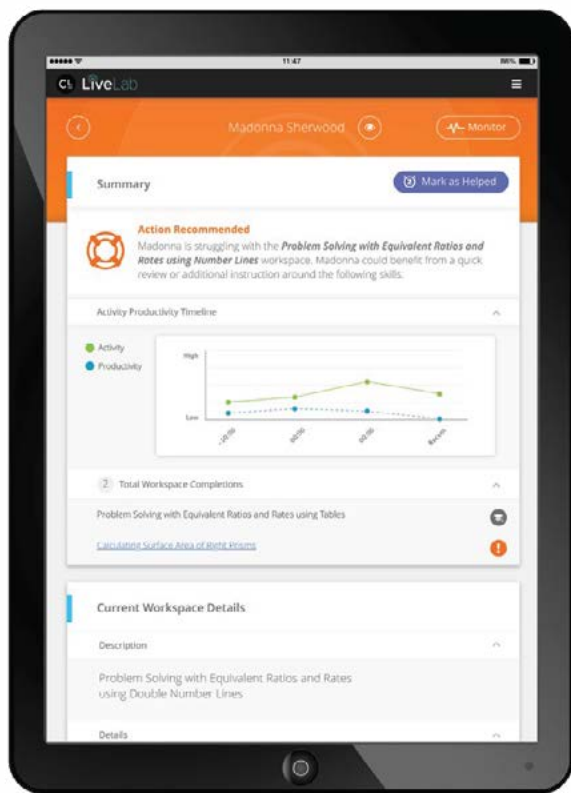 11:47
CL LiveLab
Madonna Sherwood
Monitor
Summary
Mark as Helped
Action Recommended
Madonna is struggling with the Problem Solving with Equivalent Ratios and
Rates using Number Lines workspace. Madonna could benefit from a quick
review or additional instruction around the following skills:
Activity Productivity Timeline
Activity
Productivity
High
Low
Recent
2 Total Workspace Completions
Problem Solving with Equivalent Ratios and Rates using Tables
Calculating Surface Area of Right Prisms
Current Workspace Details
Description
Problem Solving with Equivalent Ratios and Rates
using Double Number Lines
Details